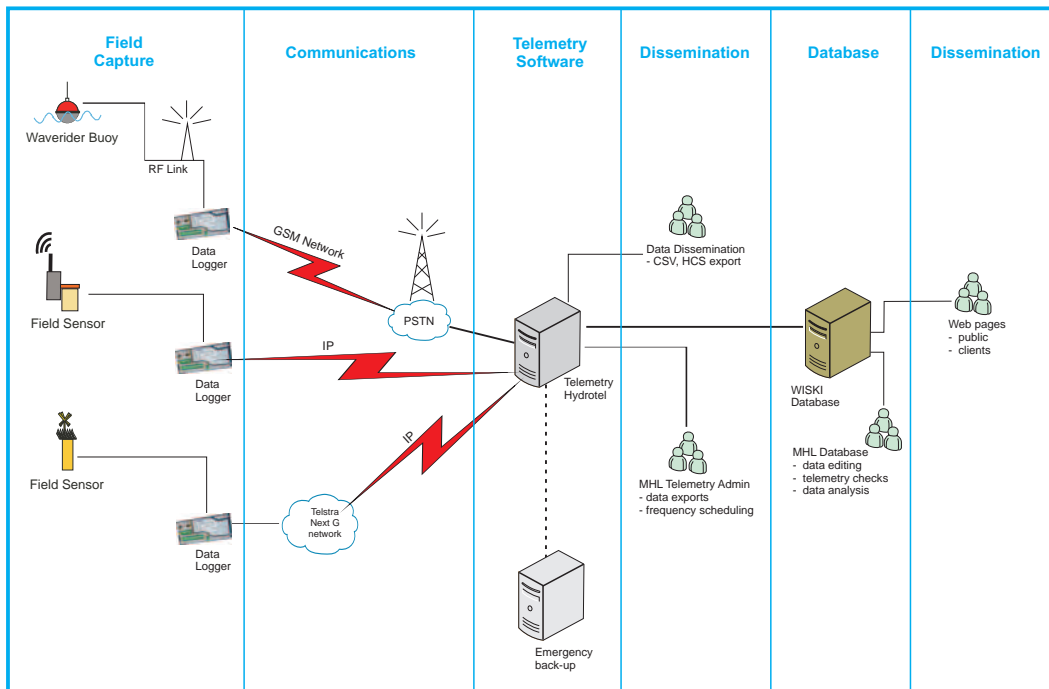 Field
Capture
Communications
Telemetry
Software
Dissemination
Database
Dissemination
Waverider Buoy
RF Link
Data
Logger
GSM Network
PSTN
Field Sensor
Data
Logger
IP
Field Sensor
Data
Logger
Telstra
Next G
network
IP
Telemetry
Hydrotel
Emergency
back-up
Data Dissemination
- CSV, HCS export
MHL Telemetry Admin
- data exports
- frequency scheduling
WISKI
Database
MHL Database
- data editing
- telemetry checks
- data analysis
Web pages
- public
- clients